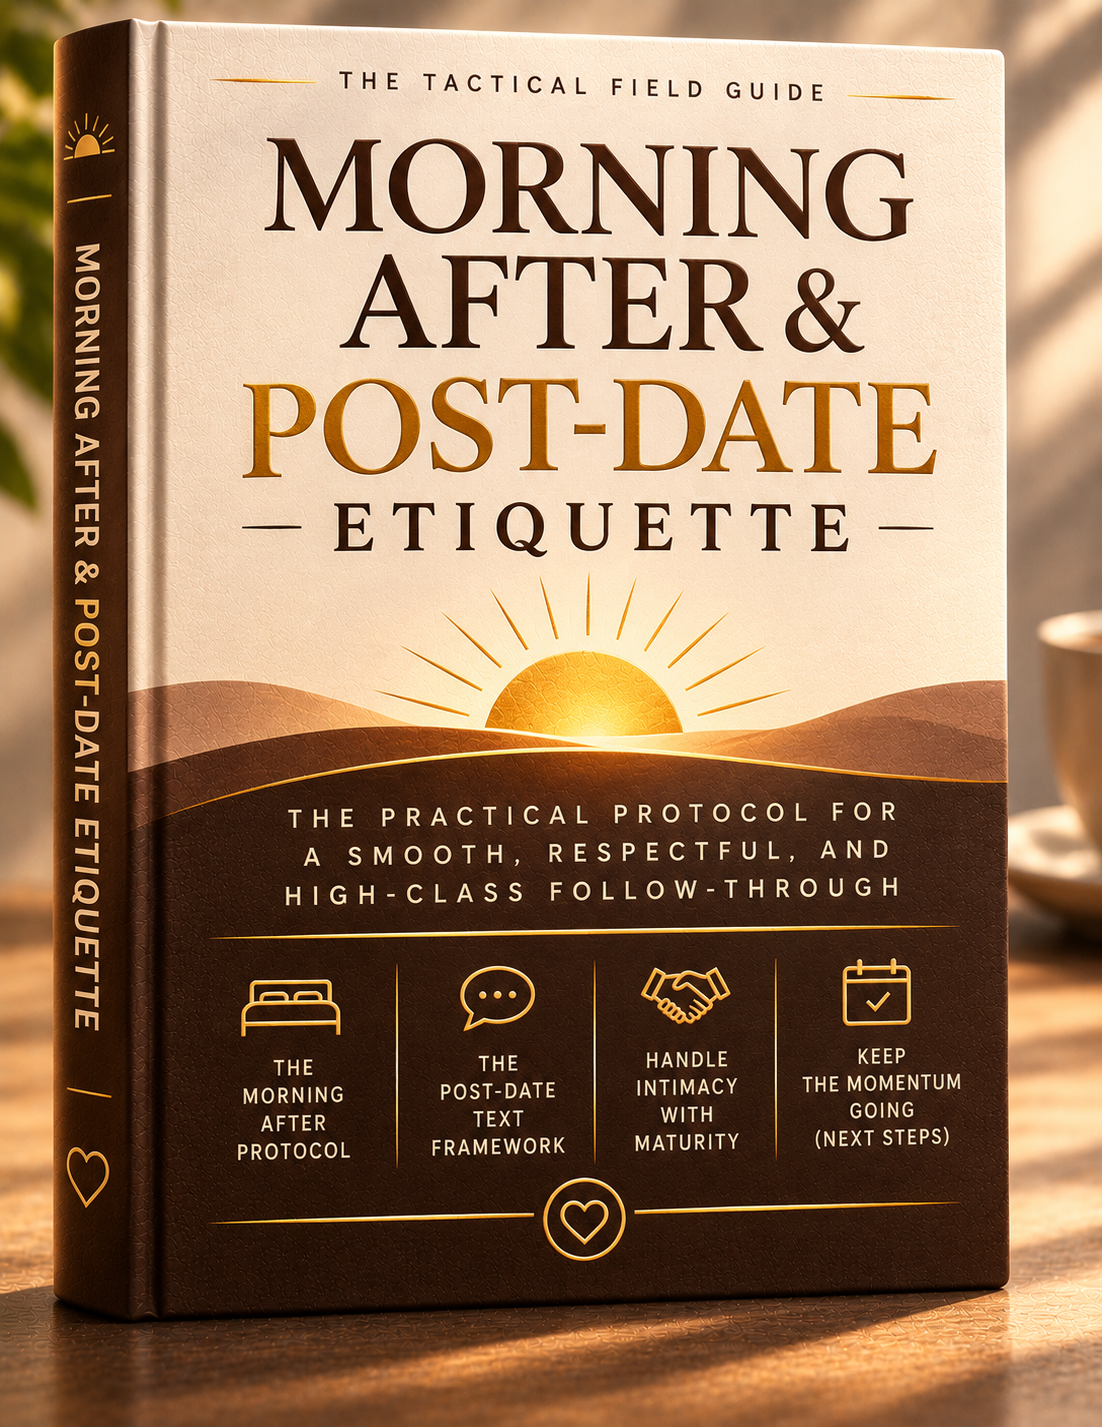 THE TACTICAL FIELD GUIDE
MORNING
AFTER &
POST-DATE
ETIQUETTE
THE PRACTICAL PROTOCOL FOR
A SMOOTH, RESPECTFUL, AND
HIGH-CLASS FOLLOW-THROUGH
THE
MORNING
AFTER
PROTOCOL
THE
POST-DATE
TEXT
FRAMEWORK
HANDLE
INTIMACY
WITH
MATURITY
KEEP
THE MOMENTUM
GOING
(NEXT STEPS)
MORNING AFTER & POST-DATE ETIQUETTE